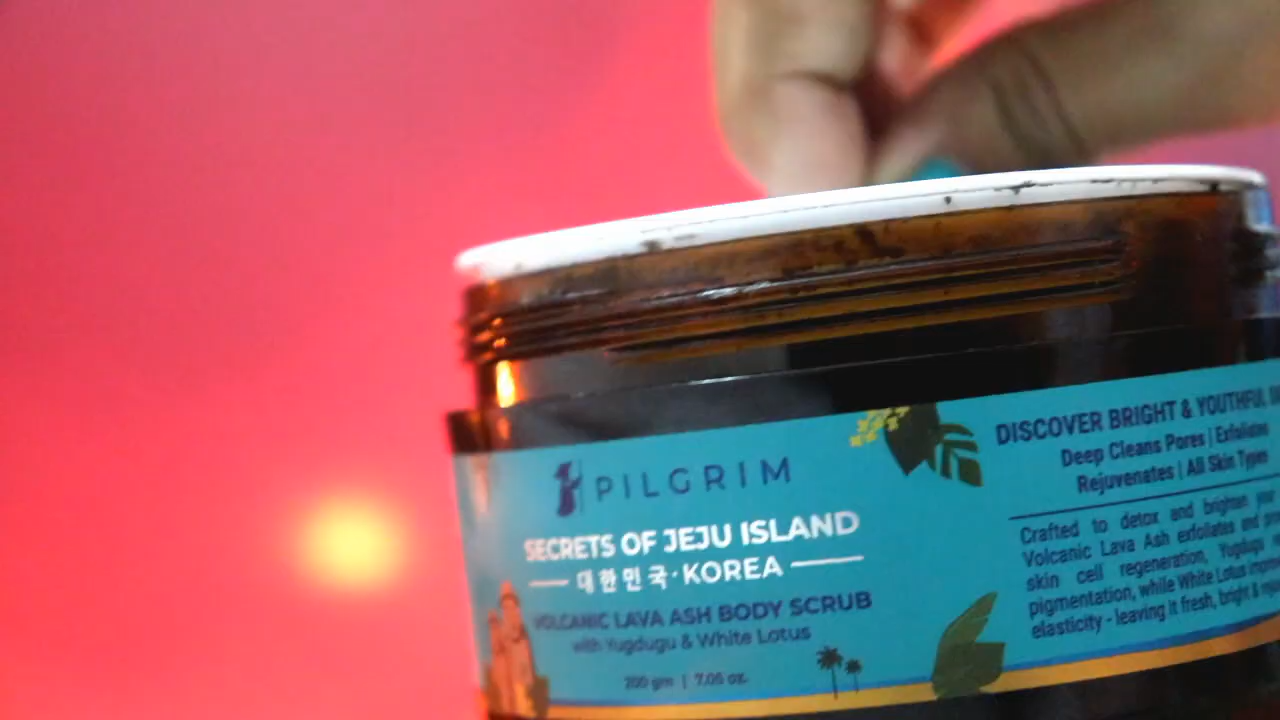 PILGRIM
SECRETS OF JEJU ISLAND
대한민국·KOREA
VOLCANIC LAVA ASH BODY SCRUB
with Yugdugu & White Lotus
200 gm | 7.05 oz.
DISCOVER BRIGHT & YOUTHFUL
Deep Cleans Pores | Exfoliates
Rejuvenates | All Skin Types
Crafted to detox and brighten your
Volcanic Lava Ash exfoliates and
skin cell regeneration, Yugdugu
pigmentation, while White Lotus
elasticity - leaving it fresh, bright &